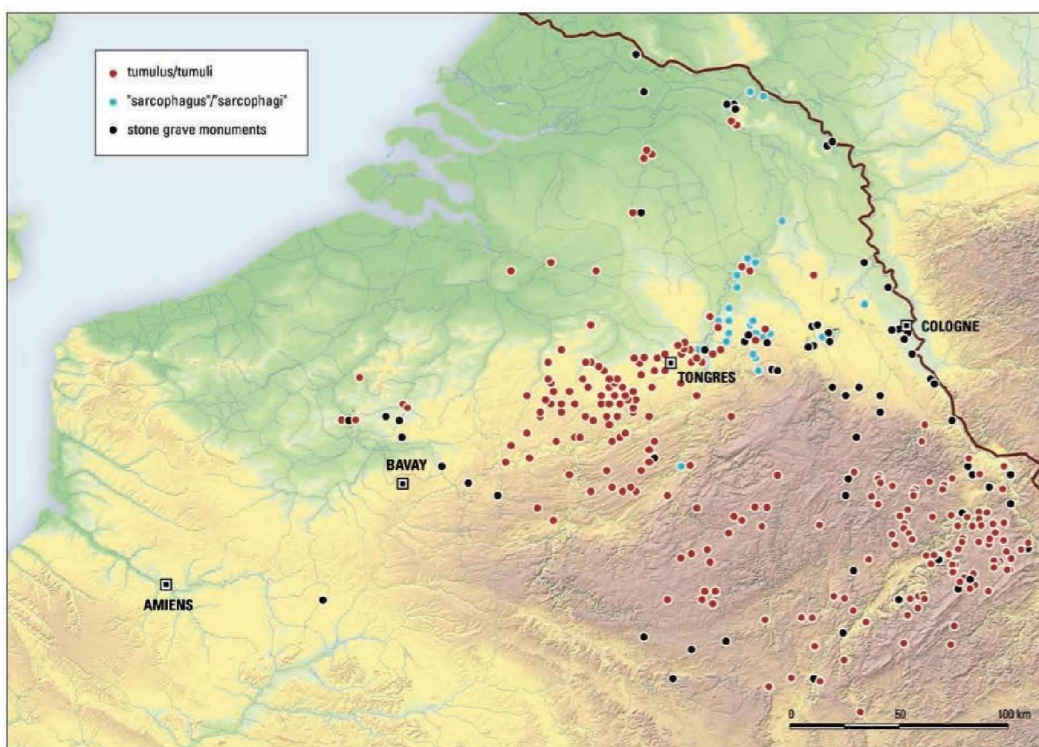 tumulus/tumuli
"sarcophagus"/"sarcophagi"
stone grave monuments
COLOGNE
TONGRES
BAVAY
AMIENS
0 50 100 km